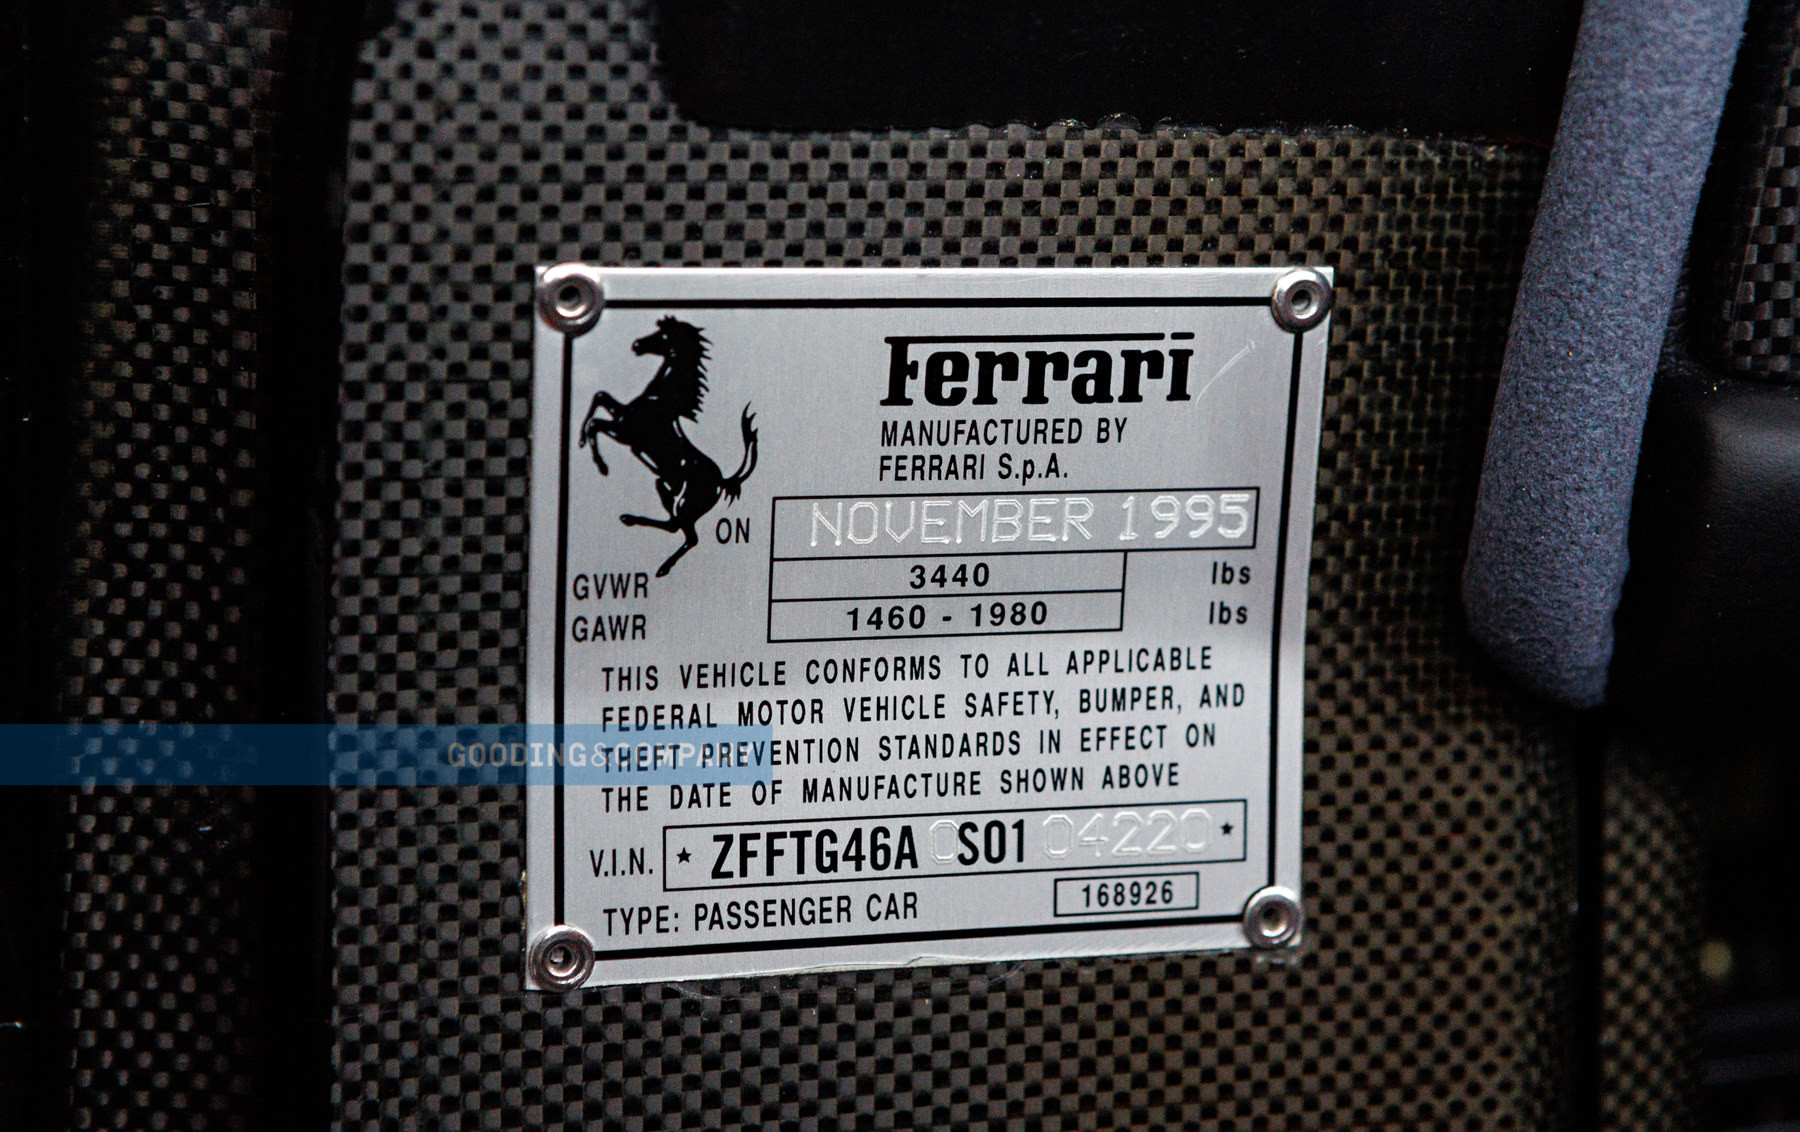 Ferrari
MANUFACTURED BY
FERRARI S.p.A.
ON NOVEMBER 1995
GVWR 3440 lbs
GAWR 1460 - 1980 lbs
THIS VEHICLE CONFORMS TO ALL APPLICABLE
FEDERAL MOTOR VEHICLE SAFETY, BUMPER, AND
THEFT PREVENTION STANDARDS IN EFFECT ON
THE DATE OF MANUFACTURE SHOWN ABOVE
V.I.N. ★ ZFFTG46A0S0104220 ★
TYPE: PASSENGER CAR 168926
GOODING&COMPANY